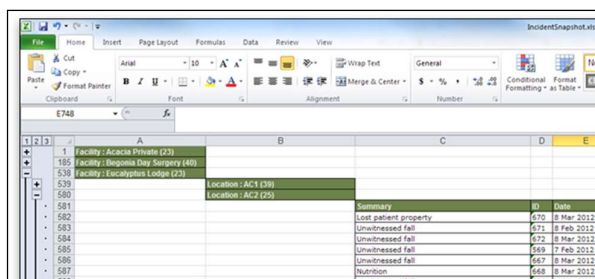 IncidentSnapshot.xls
File Home Insert Page Layout Formulas Data Review View
Cut
Copy
Format Painter
Paste
Clipboard
Arial 10 A A
B I U A
Font
Wrap Text
Merge & Center
Alignment
General
$ % ,
Number
Conditional Formatting
Format as Table
E748 fx
1 2 3 A B C D E
1 Facility : Acacia Private (23)
185 Facility : Begonia Day Surgery (40)
538 Facility : Eucalyptus Lodge (23)
539 Location : AC1 (39)
580 Location : AC2 (25)
581 Summary ID Date
582 Lost patient property 670 8 Mar 2012
583 Unwitnessed fall 671 8 Feb 2012
584 Unwitnessed fall 672 8 Mar 2012
585 Unwitnessed fall 569 7 Feb 2012
586 Unwitnessed fall 667 8 Mar 2012
587 Nutrition 668 8 Mar 2012